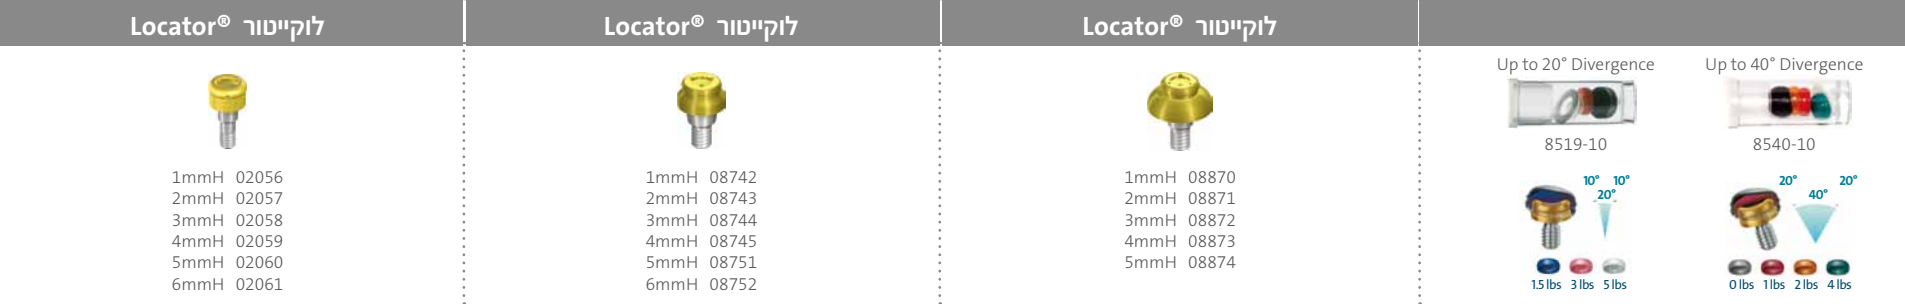 לוקייטור Locator®
1mmH 02056
2mmH 02057
3mmH 02058
4mmH 02059
5mmH 02060
6mmH 02061
לוקייטור Locator®
1mmH 08742
2mmH 08743
3mmH 08744
4mmH 08745
5mmH 08751
6mmH 08752
לוקייטור Locator®
1mmH 08870
2mmH 08871
3mmH 08872
4mmH 08873
5mmH 08874
Up to 20° Divergence
8519-10
10° 10°
20°
1.5 lbs 3 lbs 5 lbs
Up to 40° Divergence
8540-10
20° 20°
40°
0 lbs 1 lbs 2 lbs 4 lbs